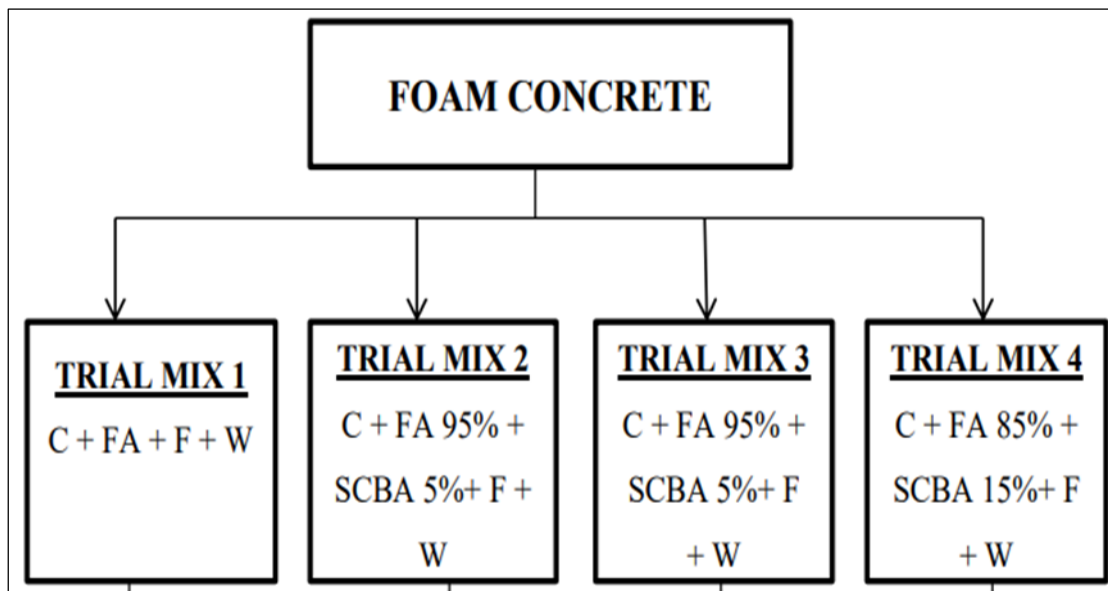 FOAM CONCRETE
TRIAL MIX 1
C + FA + F + W
TRIAL MIX 2
C + FA 95% +
SCBA 5%+ F +
W
TRIAL MIX 3
C + FA 95% +
SCBA 5%+ F
+ W
TRIAL MIX 4
C + FA 85% +
SCBA 15%+ F
+ W